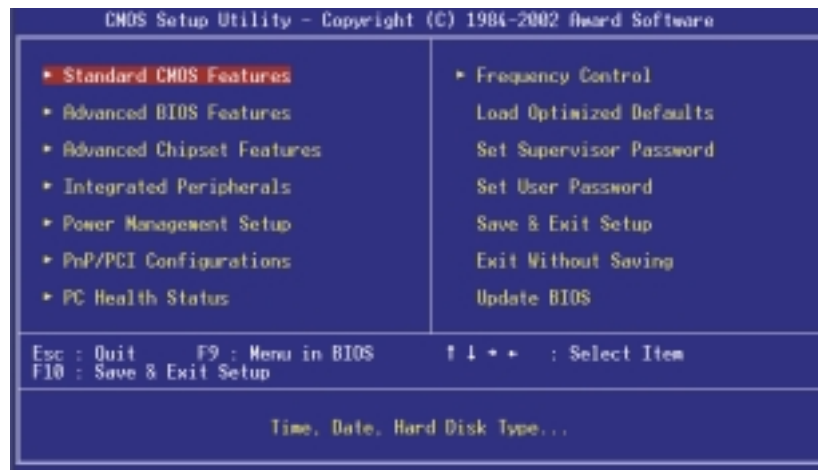 CMOS Setup Utility - Copyright (C) 1984-2002 Award Software
▸ Standard CMOS Features
▸ Advanced BIOS Features
▸ Advanced Chipset Features
▸ Integrated Peripherals
▸ Power Management Setup
▸ PnP/PCI Configurations
▸ PC Health Status
▸ Frequency Control
Load Optimized Defaults
Set Supervisor Password
Set User Password
Save & Exit Setup
Exit Without Saving
Update BIOS
Esc : Quit F9 : Menu in BIOS ↑ ↓ → ← : Select Item
F10 : Save & Exit Setup
Time, Date, Hard Disk Type...